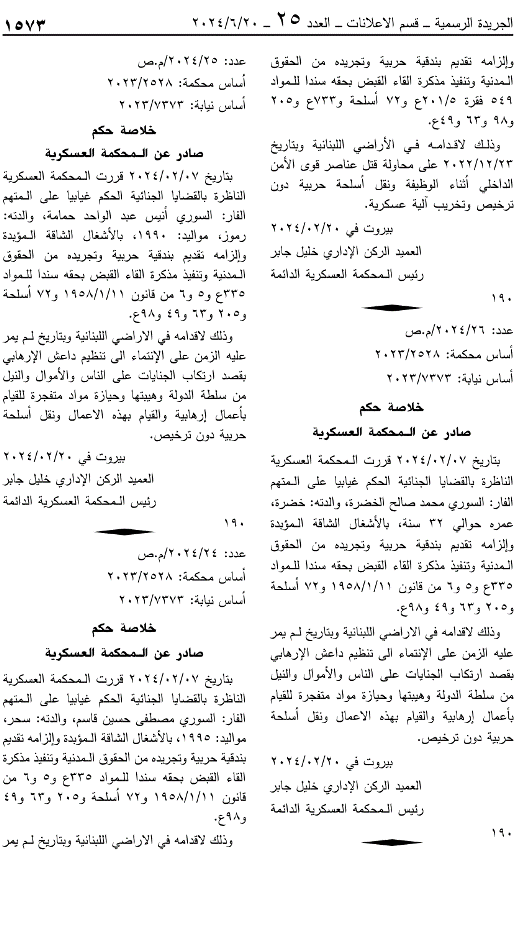 الجريدة الرسمية ــ قسم الاعلانات ــ العدد ٢٥ ــ ٢٠٢٤/٦/٢٠
١٥٧٣
وإلزامه تقديم بندقية حربية وتجريده من الحقوق
المدنية وتنفيذ مذكرة القاء القبض بحقه سندا للمواد
٥٤٩ فقرة ٢٠١/٥ع و٧٢ أسلحة و٧٣٣ع و٢٠٥
و٩٨ و٦٣ و٤٩ع.
وذلك لاقدامه في الأراضي اللبنانية وبتاريخ
٢٠٢٢/١٢/٢٣ على محاولة قتل عناصر قوى الأمن
الداخلي أثناء الوظيفة ونقل أسلحة حربية دون
ترخيص وتخريب آلية عسكرية.
بيروت في ٢٠٢٤/٠٢/٢٠
العميد الركن الإداري خليل جابر
رئيس المحكمة العسكرية الدائمة
١٩٠
عدد: ٢٠٢٤/٢٦/م.ص
أساس محكمة: ٢٠٢٣/٢٥٢٨
أساس نيابة: ٢٠٢٣/٧٣٧٣
خلاصة حكم
صادر عن المحكمة العسكرية
بتاريخ ٢٠٢٤/٠٢/٠٧ قررت المحكمة العسكرية
الناظرة بالقضايا الجنائية الحكم غيابيا على المتهم
الفار: السوري محمد صالح الخضرة، والدته: خضرة،
عمره حوالي ٣٢ سنة، بالأشغال الشاقة المؤبدة
وإلزامه تقديم بندقية حربية وتجريده من الحقوق
المدنية وتنفيذ مذكرة القاء القبض بحقه سندا للمواد
٣٣٥ع و٥ و٦ من قانون ١٩٥٨/١/١١ و٧٢ أسلحة
و٢٠٥ و٦٣ و٤٩ و٩٨ع.
وذلك لاقدامه في الاراضي اللبنانية وبتاريخ لم يمر
عليه الزمن على الإنتماء الى تنظيم داعش الإرهابي
بقصد ارتكاب الجنايات على الناس والأموال والنيل
من سلطة الدولة وهيبتها وحيازة مواد متفجرة للقيام
بأعمال إرهابية والقيام بهذه الاعمال ونقل أسلحة
حربية دون ترخيص.
بيروت في ٢٠٢٤/٠٢/٢٠
العميد الركن الإداري خليل جابر
رئيس المحكمة العسكرية الدائمة
١٩٠
عدد: ٢٠٢٤/٢٥/م.ص
أساس محكمة: ٢٠٢٣/٢٥٢٨
أساس نيابة: ٢٠٢٣/٧٣٧٣
خلاصة حكم
صادر عن المحكمة العسكرية
بتاريخ ٢٠٢٤/٠٢/٠٧ قررت المحكمة العسكرية
الناظرة بالقضايا الجنائية الحكم غيابيا على المتهم
الفار: السوري أنيس عبد الواحد حمامة، والدته:
رموز، مواليد: ١٩٩٠، بالأشغال الشاقة المؤبدة
وإلزامه تقديم بندقية حربية وتجريده من الحقوق
المدنية وتنفيذ مذكرة القاء القبض بحقه سندا للمواد
٣٣٥ع و٥ و٦ من قانون ١٩٥٨/١/١١ و٧٢ أسلحة
و٢٠٥ و٦٣ و٤٩ و٩٨ع.
وذلك لاقدامه في الاراضي اللبنانية وبتاريخ لم يمر
عليه الزمن على الإنتماء الى تنظيم داعش الإرهابي
بقصد ارتكاب الجنايات على الناس والأموال والنيل
من سلطة الدولة وهيبتها وحيازة مواد متفجرة للقيام
بأعمال إرهابية والقيام بهذه الاعمال ونقل أسلحة
حربية دون ترخيص.
بيروت في ٢٠٢٤/٠٢/٢٠
العميد الركن الإداري خليل جابر
رئيس المحكمة العسكرية الدائمة
١٩٠
عدد: ٢٠٢٤/٢٤/م.ص
أساس محكمة: ٢٠٢٣/٢٥٢٨
أساس نيابة: ٢٠٢٣/٧٣٧٣
خلاصة حكم
صادر عن المحكمة العسكرية
بتاريخ ٢٠٢٤/٠٢/٠٧ قررت المحكمة العسكرية
الناظرة بالقضايا الجنائية الحكم غيابيا على المتهم
الفار: السوري مصطفى حسين قاسم، والدته: سحر،
مواليد: ١٩٩٥، بالأشغال الشاقة المؤبدة وإلزامه تقديم
بندقية حربية وتجريده من الحقوق المدنية وتنفيذ مذكرة
القاء القبض بحقه سندا للمواد ٣٣٥ع و٥ و٦ من
قانون ١٩٥٨/١/١١ و٧٢ أسلحة و٢٠٥ و٦٣ و٤٩
و٩٨ع.
وذلك لاقدامه في الاراضي اللبنانية وبتاريخ لم يمر